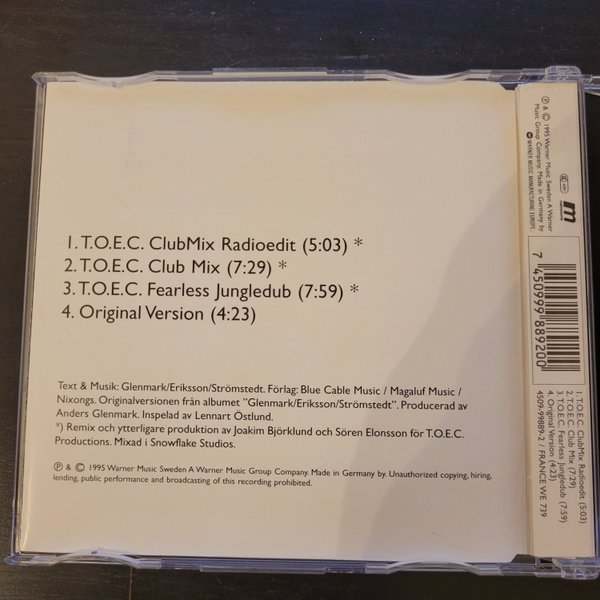 1. T.O.E.C. ClubMix Radioedit (5:03) *
2. T.O.E.C. Club Mix (7:29) *
3. T.O.E.C. Fearless Jungledub (7:59) *
4. Original Version (4:23)
Text & Musik: Glenmark/Eriksson/Strömstedt. Förlag: Blue Cable Music / Magaluf Music /
Nixongs. Originalversionen från albumet "Glenmark/Eriksson/Strömstedt". Producerad av
Anders Glenmark. Inspelad av Lennart Östlund.
*) Remix och ytterligare produktion av Joakim Björklund och Sören Elonsson för T.O.E.C.
Productions. Mixad i Snowflake Studios.
℗ & © 1995 Warner Music Sweden A Warner Music Group Company. Made in Germany by. Unauthorized copying, hiring,
lending, public performance and broadcasting of this recording prohibited.
℗ & © 1995 Warner Music Sweden A Warner
Music Group Company. Made in Germany by
WARNER MUSIC MANUFACTURING EUROPE.
m
7 450999 889200
1. T.O.E.C. ClubMix Radioedit (5:03)
2. T.O.E.C. Club Mix (7:29)
3. T.O.E.C. Fearless Jungledub (7:59)
4. Original Version (4:23)
4509-99889-2 / FRANCE WE 739